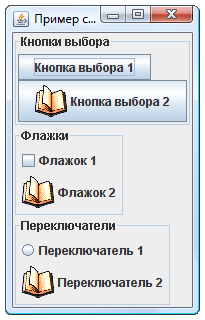 Пример с...
Кнопки выбора
Кнопка выбора 1
Кнопка выбора 2
Флажки
Флажок 1
Флажок 2
Переключатели
Переключатель 1
Переключатель 2